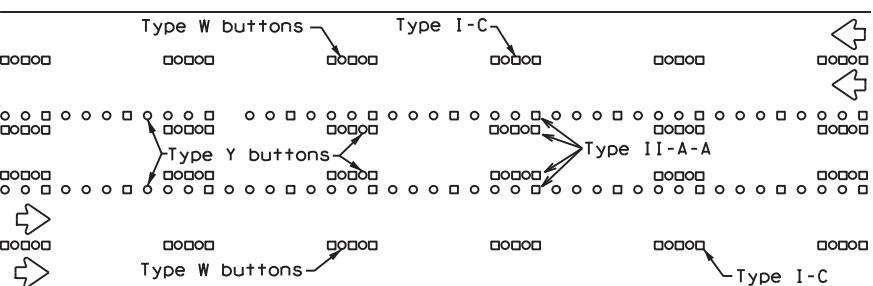 Type W buttons
Type I-C
Type Y buttons
Type II-A-A
Type W buttons
Type I-C